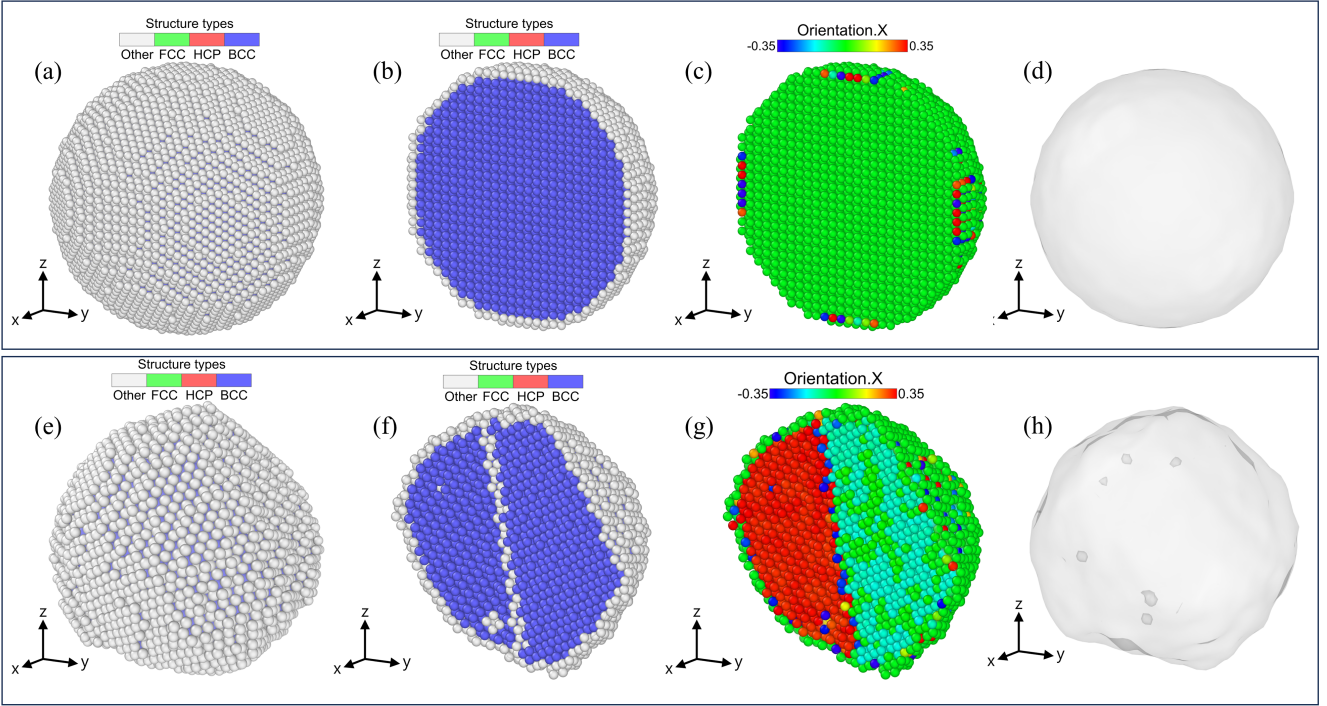 Structure types
Other FCC HCP BCC
Structure types
Other FCC HCP BCC
Orientation.X
-0.35 0.35
(a)
(b)
(c)
(d)
z
x y
z
x y
z
x y
z
y
Structure types
Other FCC HCP BCC
Structure types
Other FCC HCP BCC
Orientation.X
-0.35 0.35
(e)
(f)
(g)
(h)
z
x y
z
x y
z
x y
z
x y